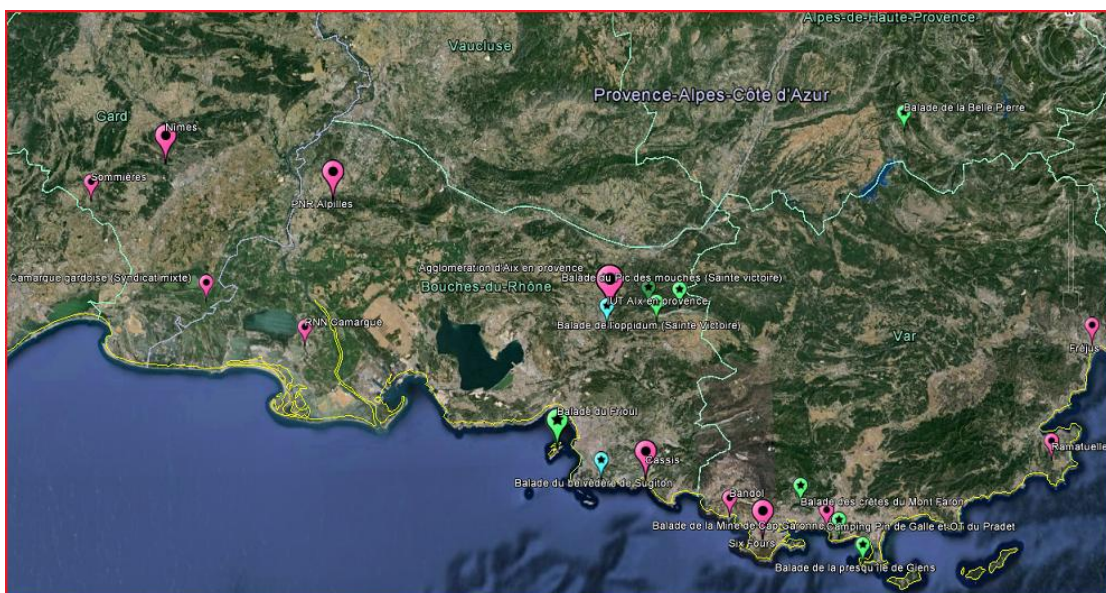 Alpes-de-Haute-Provence
Vaucluse
Provence-Alpes-Côte d'Azur
Balade de la Belle Pierre
Gard
Nîmes
Sommières
PNR Alpilles
Agglomération d'Aix en provence
Balade du Pic des mouches (Sainte victoire)
Camargue gardoise (Syndicat mixte)
Bouches-du-Rhône
IUT Aix en provence
RNN Camargue
Balade de l'oppidum (Sainte Victoire)
Var
Fréjus
Balade du Frioul
Ramatuelle
Cassis
Balade du belvédère de Sugiton
Bandol
Balade des crêtes du Mont Faron
Balade de la Mine de Cap Garonne
Camping Pin de Galle et OT du Pradet
Six Fours
Balade de la presqu'île de Giens